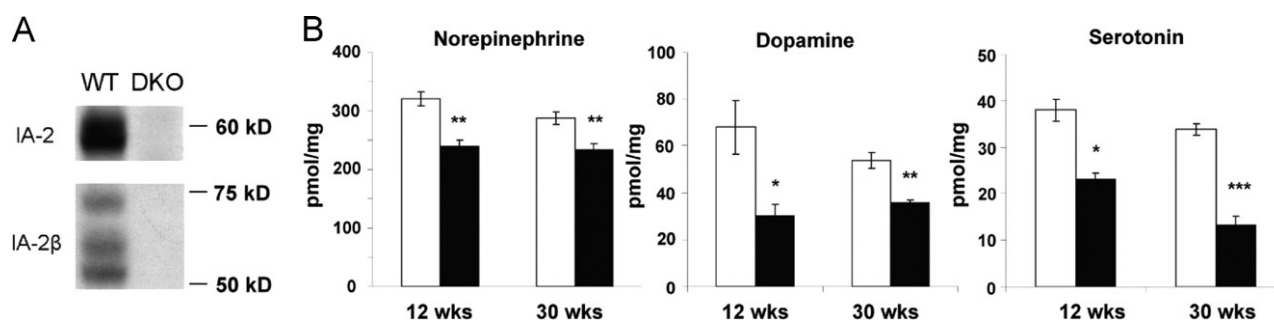 A
WT DKO
IA-2
60 kD
75 kD
IA-2β
50 kD
B
Norepinephrine
pmol/mg
400
300
200
100
0
**
**
12 wks 30 wks
Dopamine
pmol/mg
100
80
60
40
20
0
*
**
12 wks 30 wks
Serotonin
pmol/mg
50
40
30
20
10
0
*
***
12 wks 30 wks